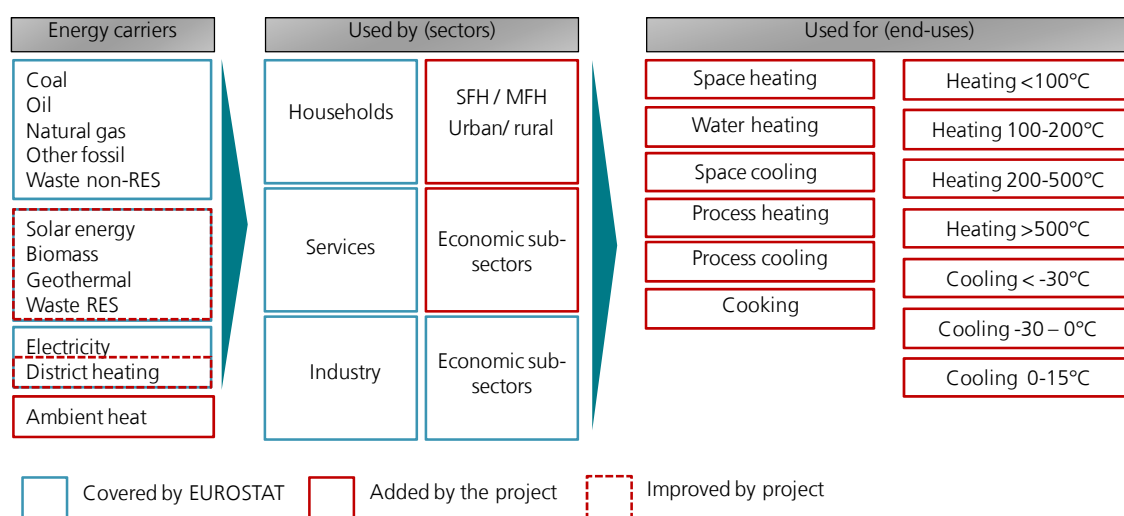 Energy carriers
Coal
Oil
Natural gas
Other fossil
Waste non-RES
Solar energy
Biomass
Geothermal
Waste RES
Electricity
District heating
Ambient heat
Used by (sectors)
Households
SFH / MFH
Urban/ rural
Services
Economic sub-
sectors
Industry
Economic sub-
sectors
Used for (end-uses)
Space heating
Water heating
Space cooling
Process heating
Process cooling
Cooking
Heating <100°C
Heating 100-200°C
Heating 200-500°C
Heating >500°C
Cooling < -30°C
Cooling -30 – 0°C
Cooling 0-15°C
Covered by EUROSTAT
Added by the project
Improved by project